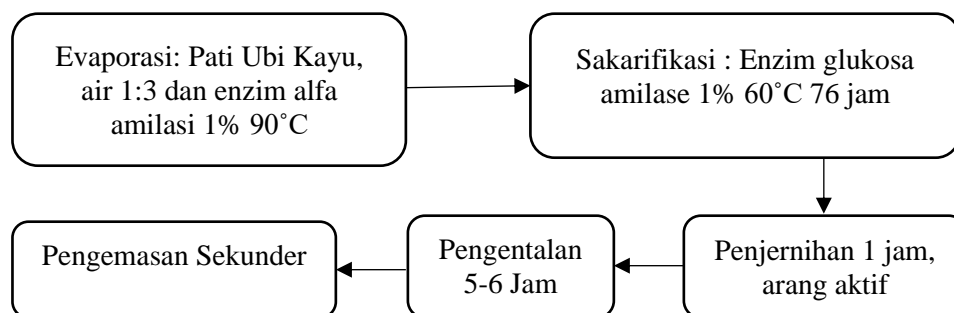 Evaporasi: Pati Ubi Kayu,
air 1:3 dan enzim alfa
amilasi 1% 90˚C
Sakarifikasi : Enzim glukosa
amilase 1% 60˚C 76 jam
Penjernihan 1 jam,
arang aktif
Pengentalan
5-6 Jam
Pengemasan Sekunder